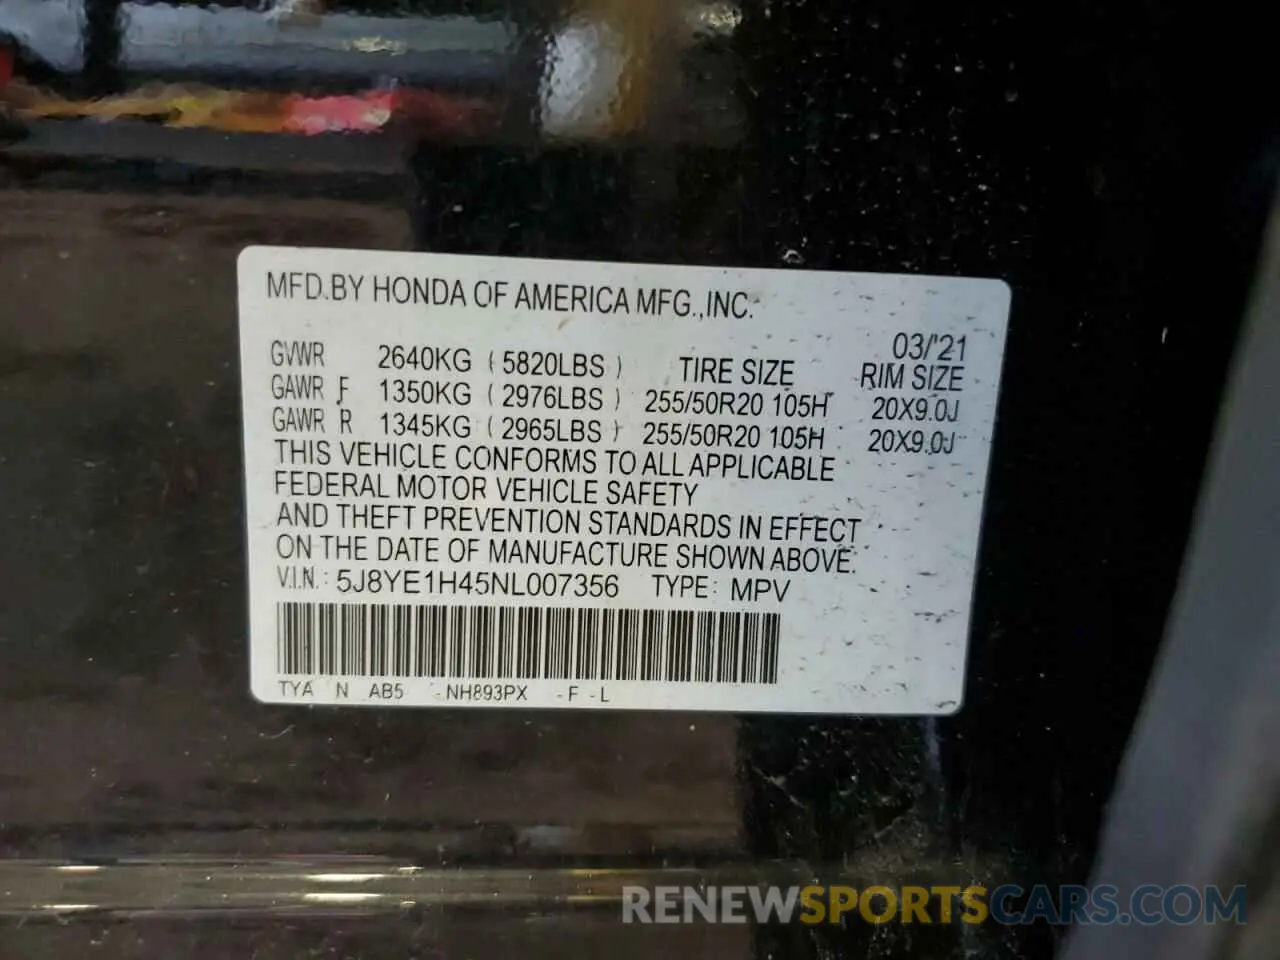 MFD.BY HONDA OF AMERICA MFG.,INC.
03/'21
GVWR 2640KG ( 5820LBS ) TIRE SIZE RIM SIZE
GAWR F 1350KG ( 2976LBS ) 255/50R20 105H 20X9.0J
GAWR R 1345KG ( 2965LBS ) 255/50R20 105H 20X9.0J
THIS VEHICLE CONFORMS TO ALL APPLICABLE
FEDERAL MOTOR VEHICLE SAFETY
AND THEFT PREVENTION STANDARDS IN EFFECT
ON THE DATE OF MANUFACTURE SHOWN ABOVE.
V.I.N.: 5J8YE1H45NL007356 TYPE: MPV
TYA N AB5 -NH893PX -F -L
RENEWSPORTSCARS.COM